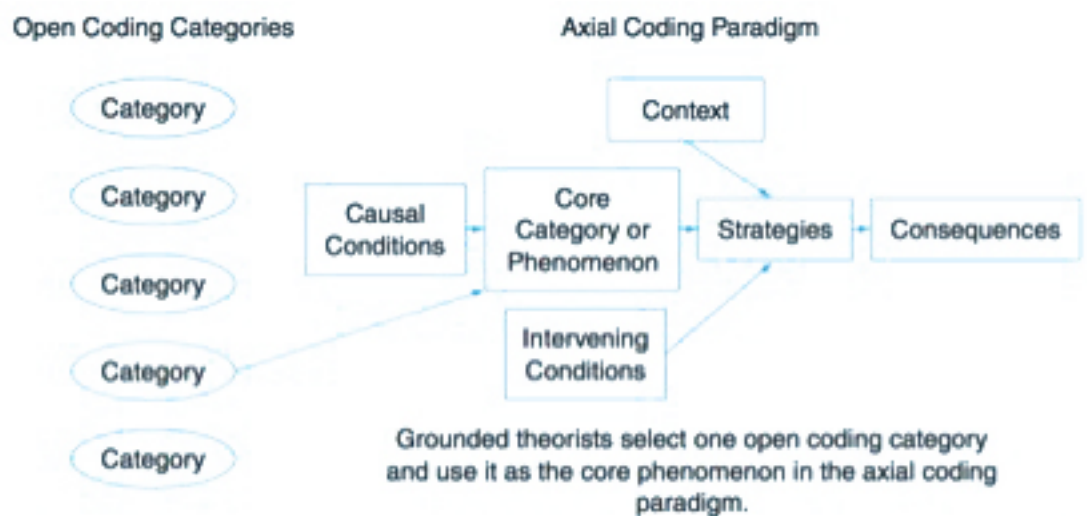 Open Coding Categories
Axial Coding Paradigm
Category
Category
Category
Category
Category
Context
Causal
Conditions
Core
Category or
Phenomenon
Strategies
Consequences
Intervening
Conditions
Grounded theorists select one open coding category
and use it as the core phenomenon in the axial coding
paradigm.